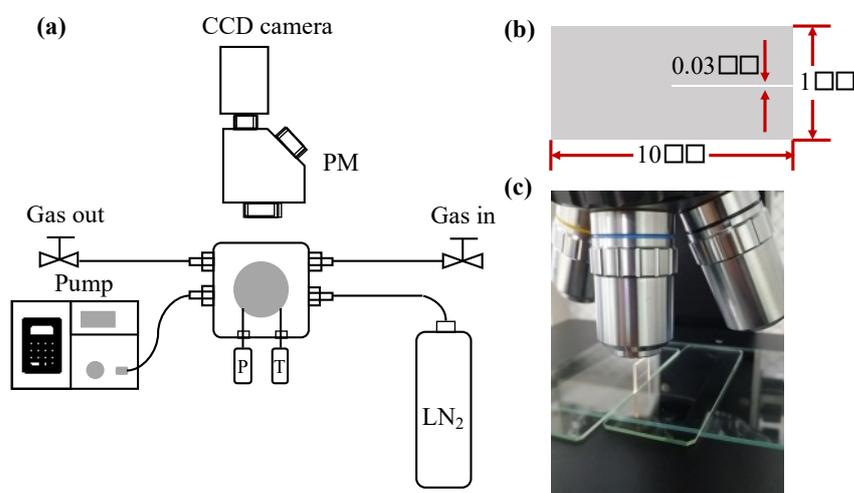 (a)
CCD camera
PM
Gas out
Gas in
Pump
P
T
LN₂
(b)
0.03□□
1□□
10□□
(c)